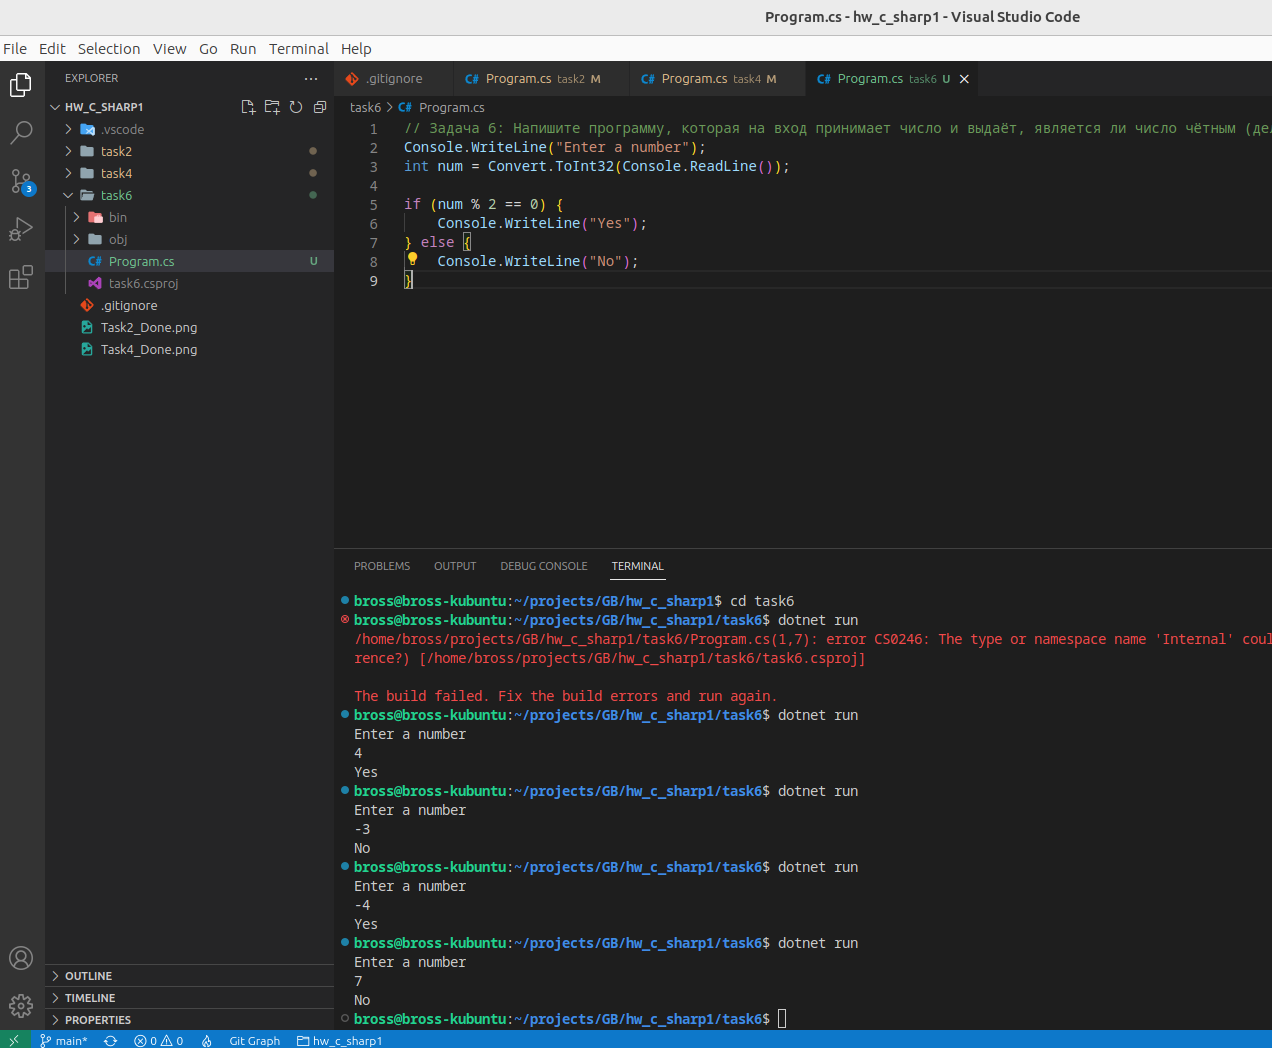 Program.cs - hw_c_sharp1 - Visual Studio Code
File Edit Selection View Go Run Terminal Help
EXPLORER
HW_C_SHARP1
.vscode
task2
task4
task6
bin
obj
Program.cs U
task6.csproj
.gitignore
Task2_Done.png
Task4_Done.png
OUTLINE
TIMELINE
PROPERTIES
3
.gitignore C# Program.cs task2 M C# Program.cs task4 M C# Program.cs task6 U
task6 > C# Program.cs
1 // Задача 6: Напишите программу, которая на вход принимает число и выдаёт, является ли число чётным (дел
2 Console.WriteLine("Enter a number");
3 int num = Convert.ToInt32(Console.ReadLine());
4
5 if (num % 2 == 0) {
6 Console.WriteLine("Yes");
7 } else {
8 Console.WriteLine("No");
9 }
PROBLEMS OUTPUT DEBUG CONSOLE TERMINAL
bross@bross-kubuntu:~/projects/GB/hw_c_sharp1$ cd task6
bross@bross-kubuntu:~/projects/GB/hw_c_sharp1/task6$ dotnet run
/home/bross/projects/GB/hw_c_sharp1/task6/Program.cs(1,7): error CS0246: The type or namespace name 'Internal' coul
rence?) [/home/bross/projects/GB/hw_c_sharp1/task6/task6.csproj]
The build failed. Fix the build errors and run again.
bross@bross-kubuntu:~/projects/GB/hw_c_sharp1/task6$ dotnet run
Enter a number
4
Yes
bross@bross-kubuntu:~/projects/GB/hw_c_sharp1/task6$ dotnet run
Enter a number
-3
No
bross@bross-kubuntu:~/projects/GB/hw_c_sharp1/task6$ dotnet run
Enter a number
-4
Yes
bross@bross-kubuntu:~/projects/GB/hw_c_sharp1/task6$ dotnet run
Enter a number
7
No
bross@bross-kubuntu:~/projects/GB/hw_c_sharp1/task6$
main* 0 0 Git Graph hw_c_sharp1